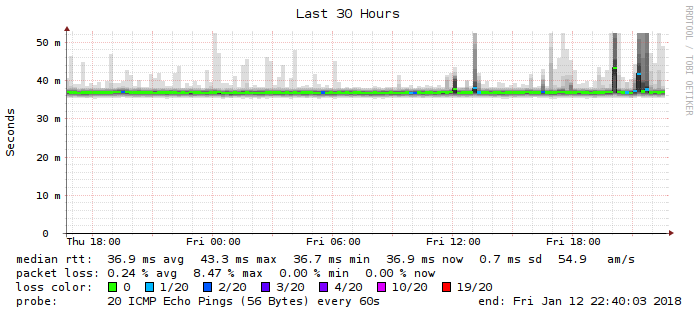 Last 30 Hours
RRDTOOL / TOBI OETIKER
Seconds
50 m
40 m
30 m
20 m
10 m
0
Thu 18:00 Fri 00:00 Fri 06:00 Fri 12:00 Fri 18:00
median rtt: 36.9 ms avg 43.3 ms max 36.7 ms min 36.9 ms now 0.7 ms sd 54.9 am/s
packet loss: 0.24 % avg 8.47 % max 0.00 % min 0.00 % now
loss color: 0 1/20 2/20 3/20 4/20 10/20 19/20
probe: 20 ICMP Echo Pings (56 Bytes) every 60s end: Fri Jan 12 22:40:03 2018